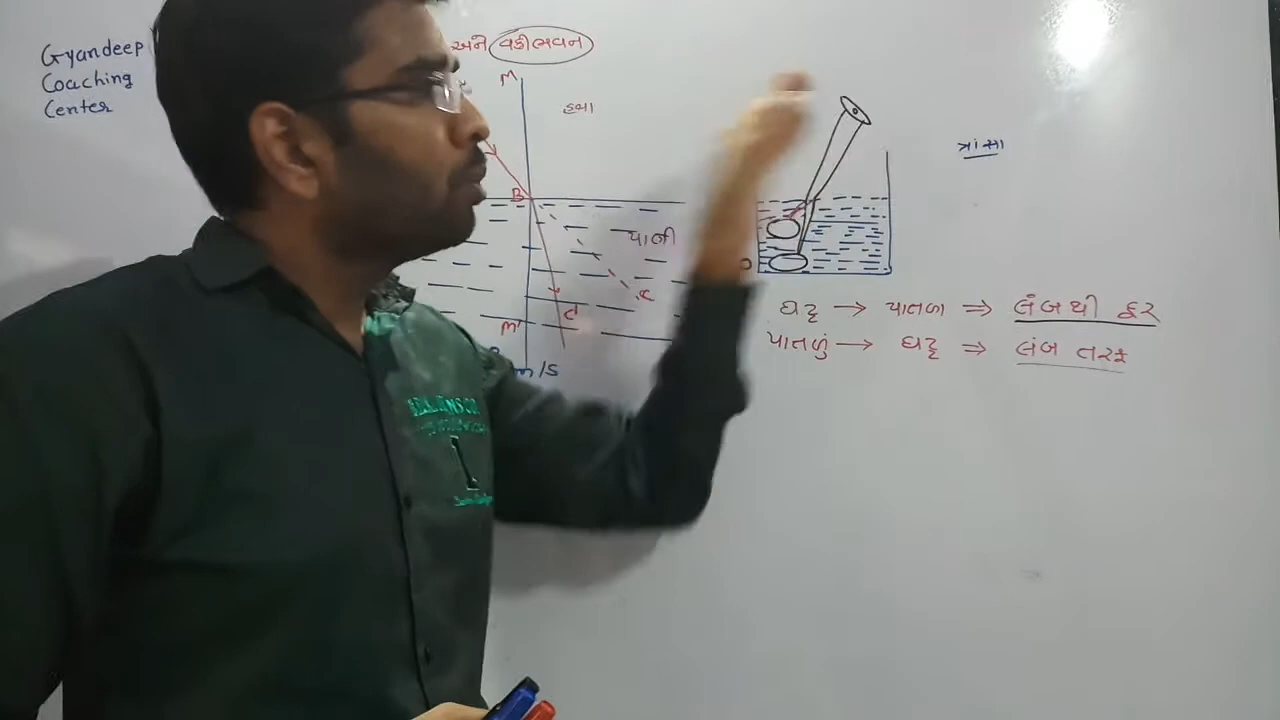 Gyandeep
Coaching
Center
અને વક્રીભવન
M
હવા
B
પાણી
C
C'
M'
m/s
ત્રાંસા
ઘટ્ટ → પાતળા ⇒ લંબથી દૂર
પાતળું → ઘટ્ટ ⇒ લંબ તરફ